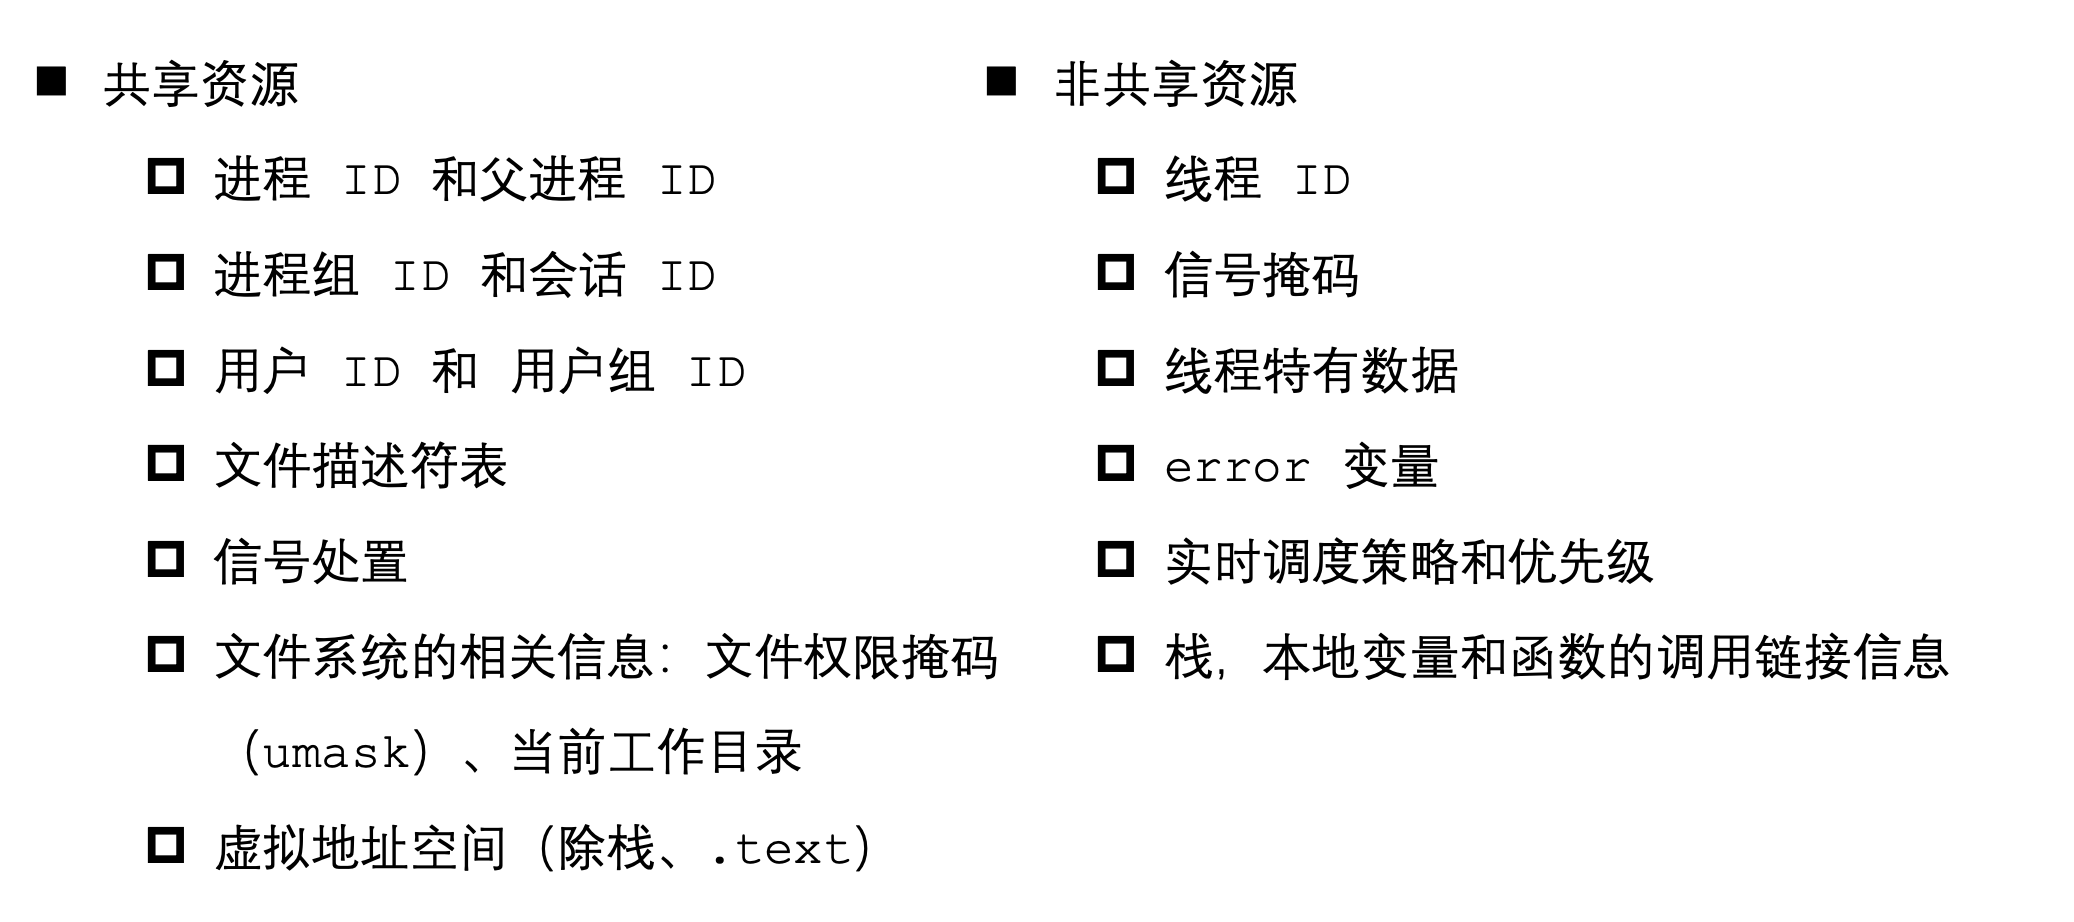 共享资源
进程 ID 和父进程 ID
进程组 ID 和会话 ID
用户 ID 和 用户组 ID
文件描述符表
信号处置
文件系统的相关信息：文件权限掩码
（umask）、当前工作目录
虚拟地址空间（除栈、.text）
非共享资源
线程 ID
信号掩码
线程特有数据
error 变量
实时调度策略和优先级
栈，本地变量和函数的调用链接信息